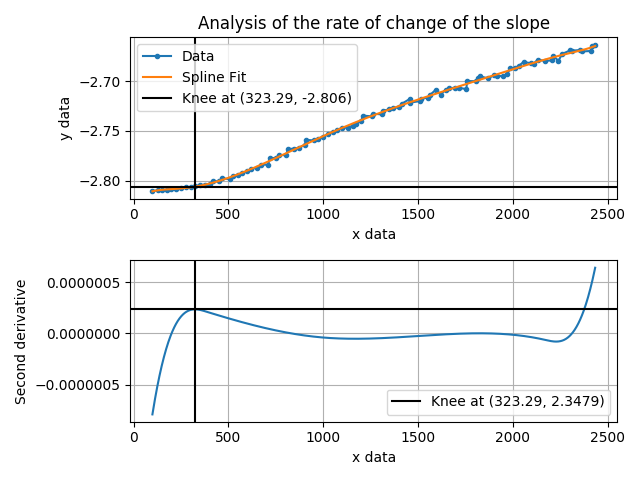 Analysis of the rate of change of the slope
Data
Spline Fit
Knee at (323.29, -2.806)
y data
−2.70
−2.75
−2.80
0 500 1000 1500 2000 2500
x data
Second derivative
0.0000005
0.0000000
−0.0000005
Knee at (323.29, 2.3479)
0 500 1000 1500 2000 2500
x data